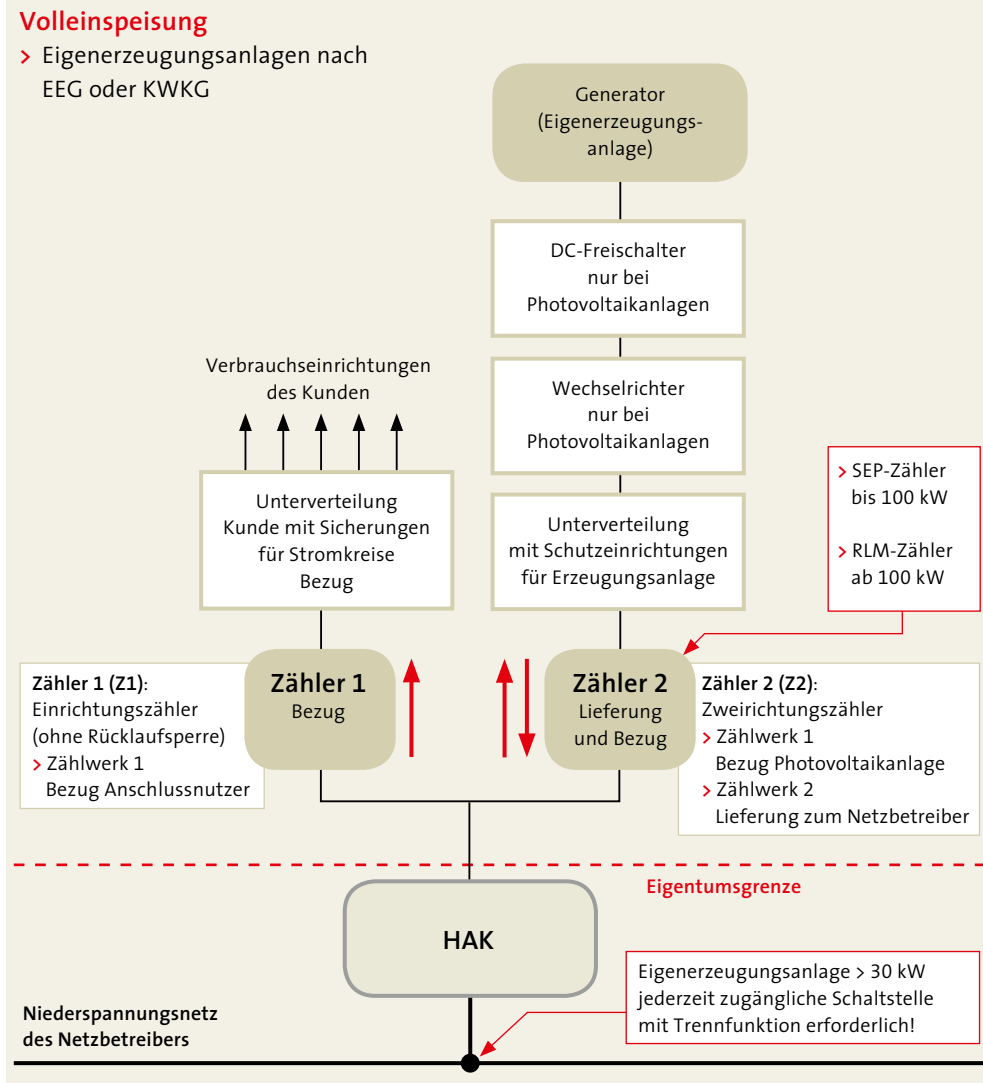 Volleinspeisung
> Eigenerzeugungsanlagen nach
EEG oder KWKG
Generator
(Eigenerzeugungs-
anlage)
DC-Freischalter
nur bei
Photovoltaikanlagen
Wechselrichter
nur bei
Photovoltaikanlagen
Verbrauchseinrichtungen
des Kunden
Unterverteilung
Kunde mit Sicherungen
für Stromkreise
Bezug
Unterverteilung
mit Schutzeinrichtungen
für Erzeugungsanlage
> SEP-Zähler
bis 100 kW
> RLM-Zähler
ab 100 kW
Zähler 1 (Z1):
Einrichtungszähler
(ohne Rücklaufsperre)
> Zählwerk 1
Bezug Anschlussnutzer
Zähler 1
Bezug
Zähler 2
Lieferung
und Bezug
Zähler 2 (Z2):
Zweirichtungszähler
> Zählwerk 1
Bezug Photovoltaikanlage
> Zählwerk 2
Lieferung zum Netzbetreiber
Eigentumsgrenze
HAK
Eigenerzeugungsanlage > 30 kW
jederzeit zugängliche Schaltstelle
mit Trennfunktion erforderlich!
Niederspannungsnetz
des Netzbetreibers